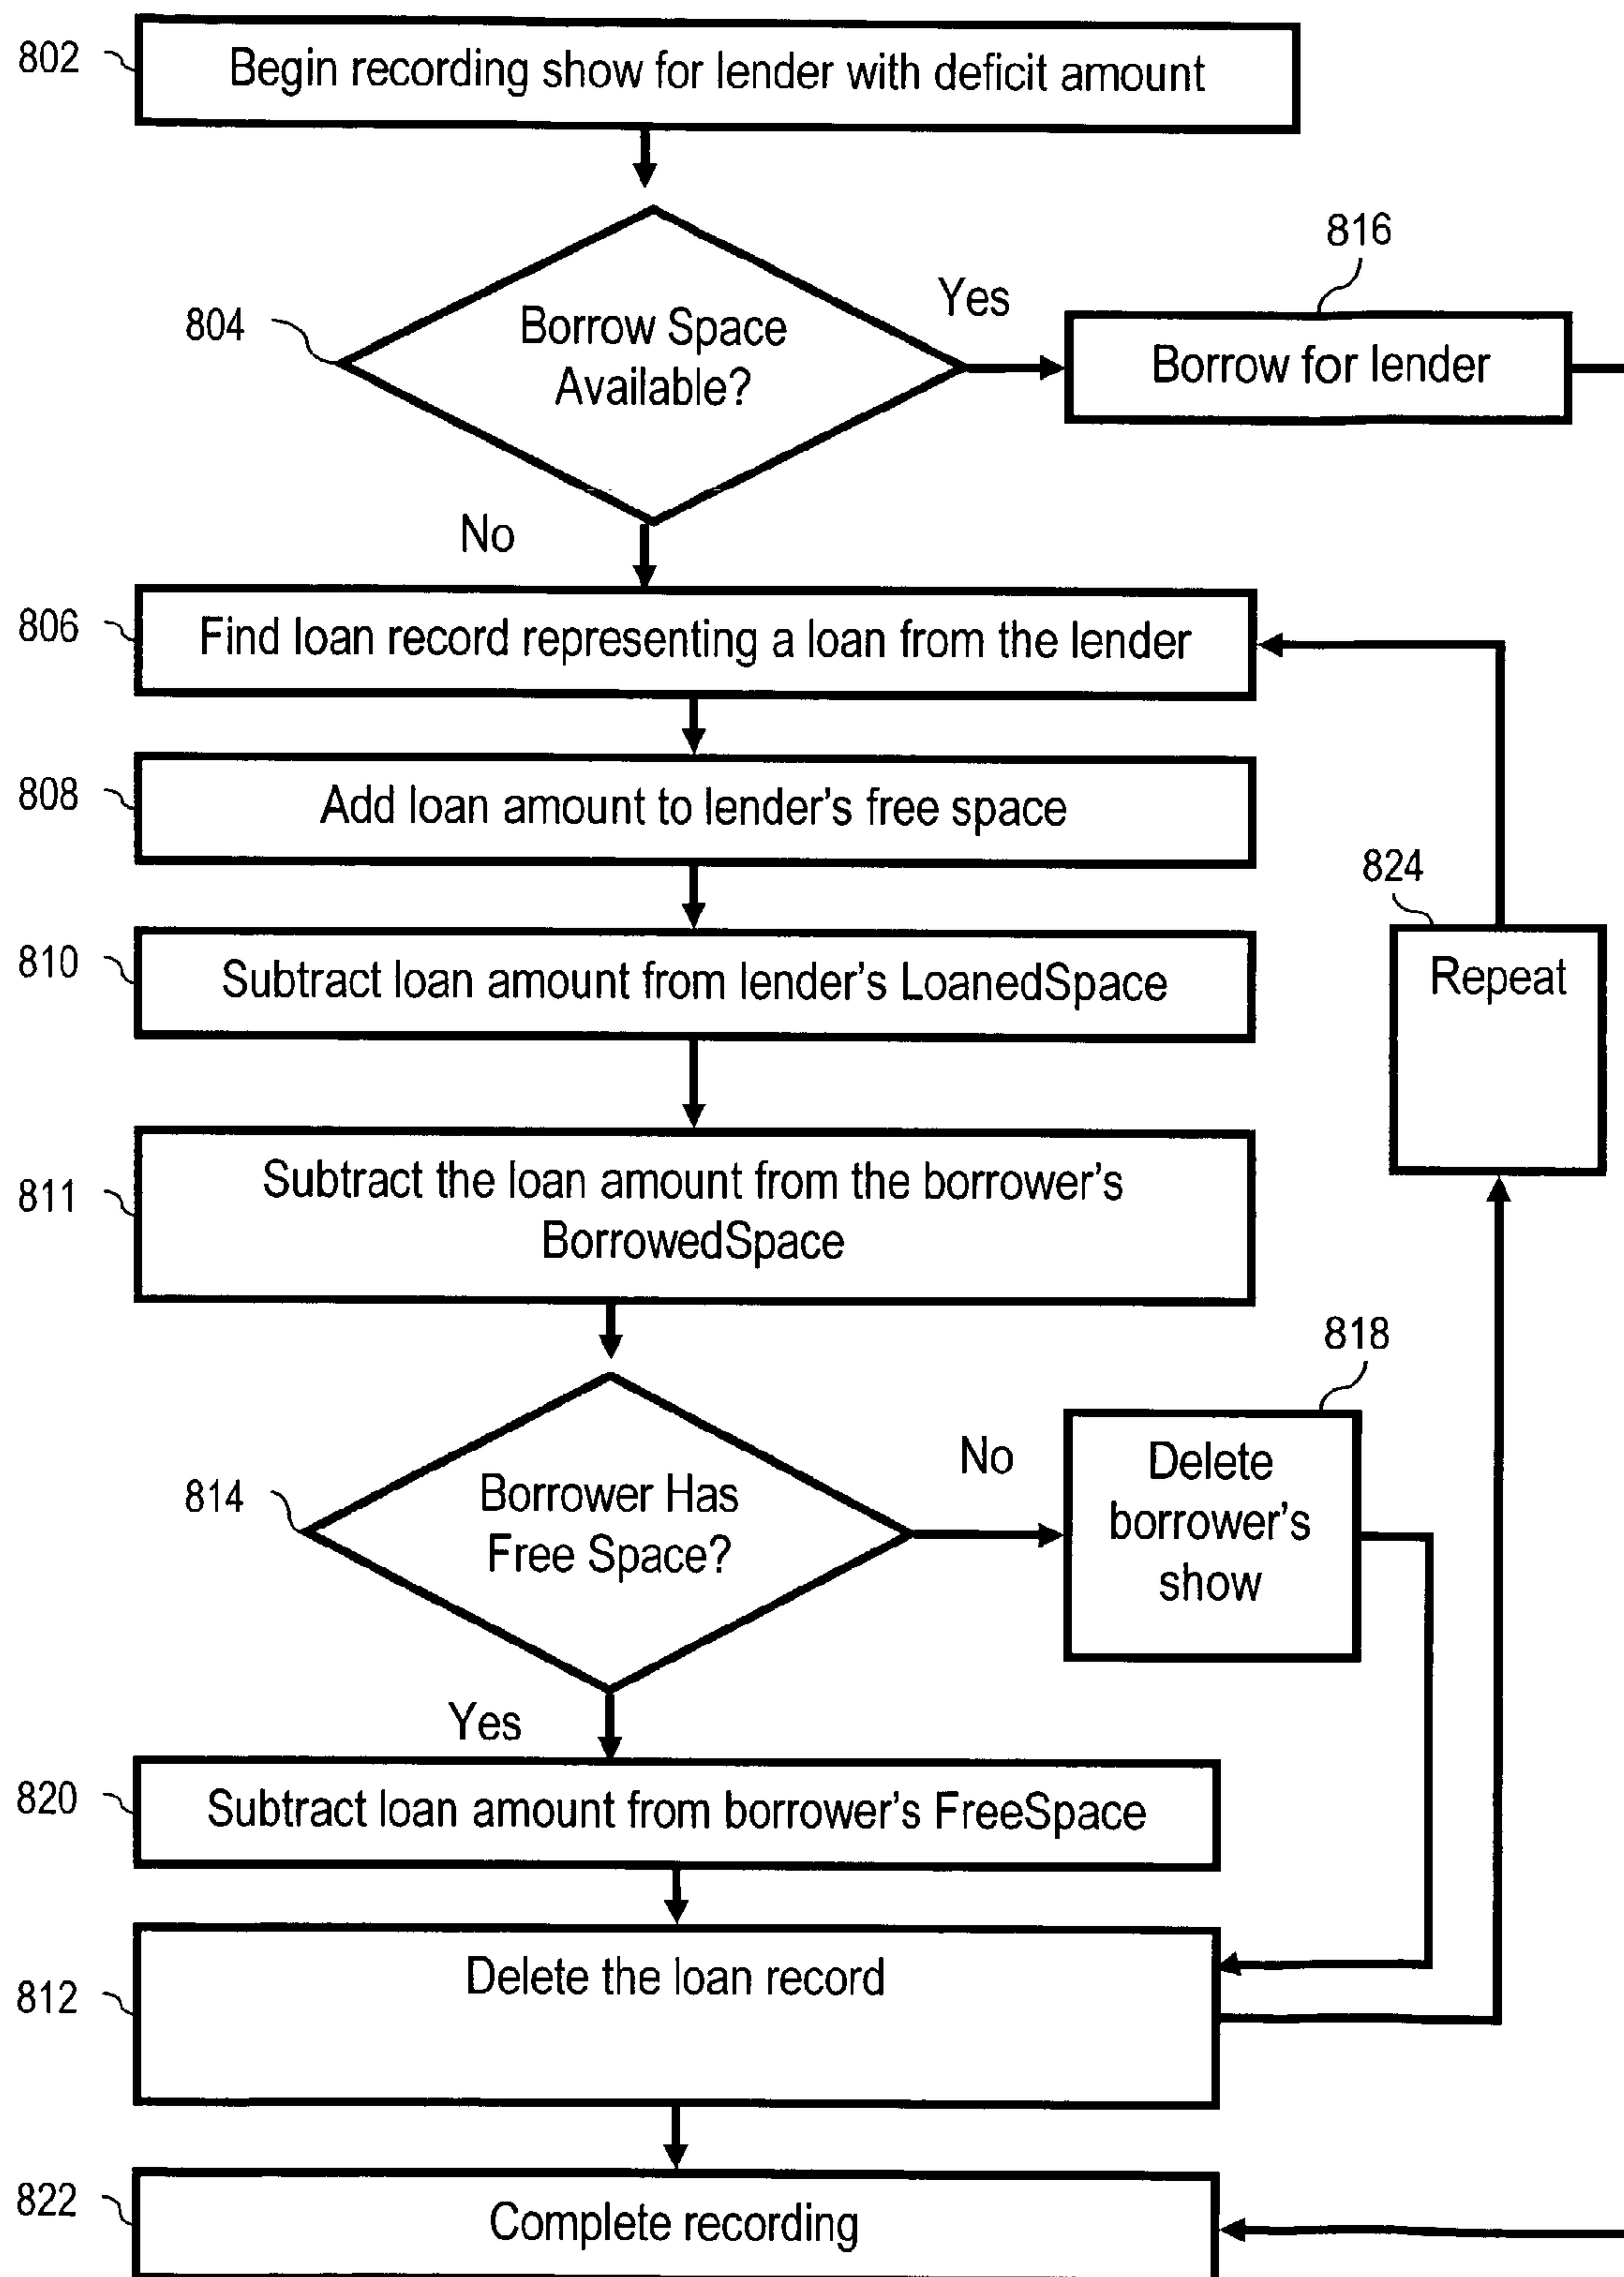 802
Begin recording show for lender with deficit amount
816
Yes
804
Borrow Space
Available?
Borrow for lender
No
806
Find loan record representing a loan from the lender
808
Add loan amount to lender's free space
824
Repeat
810
Subtract loan amount from lender's LoanedSpace
811
Subtract the loan amount from the borrower's
BorrowedSpace
818
No
Delete
borrower's
show
814
Borrower Has
Free Space?
Yes
820
Subtract loan amount from borrower's FreeSpace
812
Delete the loan record
822
Complete recording